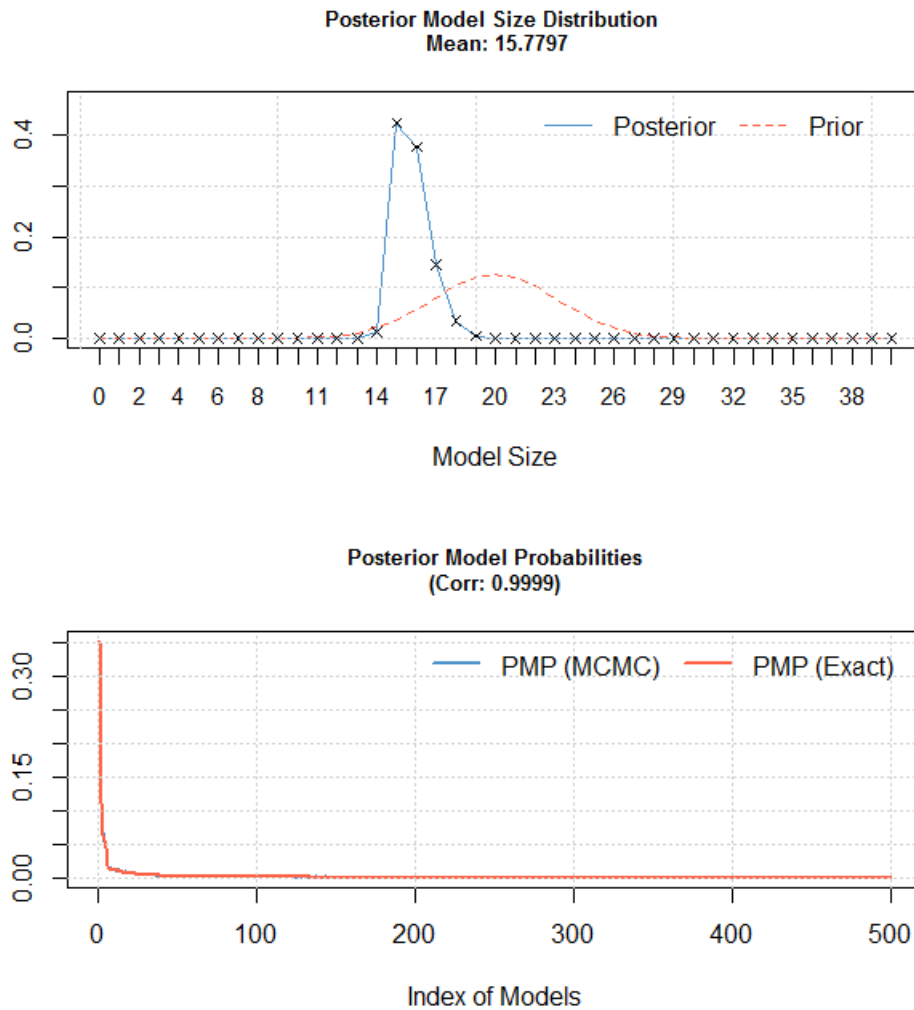 Posterior Model Size Distribution
Mean: 15.7797
0.4
0.2
0.0
Posterior Prior
0 2 4 6 8 11 14 17 20 23 26 29 32 35 38
Model Size
Posterior Model Probabilities
(Corr: 0.9999)
0.30
0.15
0.00
PMP (MCMC) PMP (Exact)
0 100 200 300 400 500
Index of Models